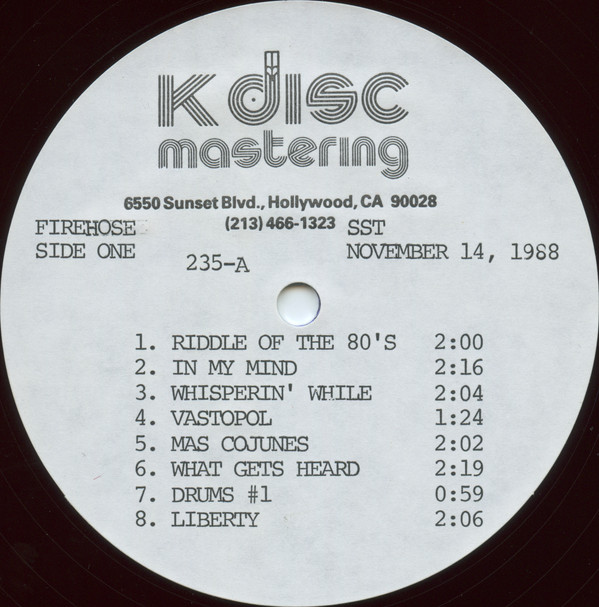 K disc
mastering
6550 Sunset Blvd., Hollywood, CA 90028
(213) 466-1323
FIREHOSE SST
SIDE ONE 235-A NOVEMBER 14, 1988
1. RIDDLE OF THE 80'S 2:00
2. IN MY MIND 2:16
3. WHISPERIN' WHILE 2:04
4. VASTOPOL 1:24
5. MAS COJUNES 2:02
6. WHAT GETS HEARD 2:19
7. DRUMS #1 0:59
8. LIBERTY 2:06